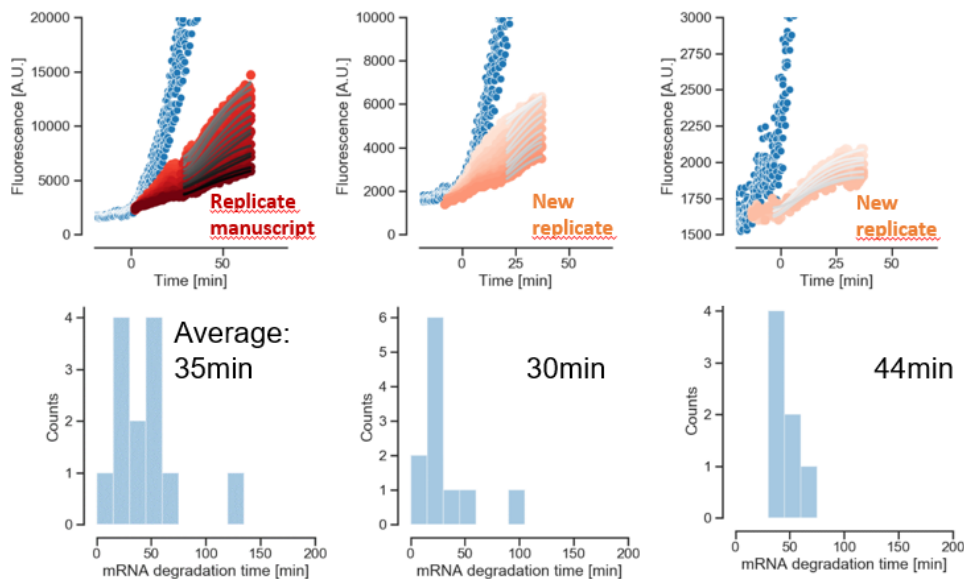 20000
15000
10000
5000
0
Fluorescence [A.U.]
0
50
Time [min]
Replicate
manuscript
10000
8000
6000
4000
2000
0
Fluorescence [A.U.]
0
25
50
Time [min]
New
replicate
3000
2750
2500
2250
2000
1750
1500
Fluorescence [A.U.]
0
50
Time [min]
New
replicate
4
3
2
1
0
Counts
0
50
100
150
200
mRNA degradation time [min]
Average:
35min
6
5
4
3
2
1
0
Counts
0
50
100
150
200
mRNA degradation time [min]
30min
4
3
2
1
0
Counts
0
50
100
150
200
mRNA degradation time [min]
44min